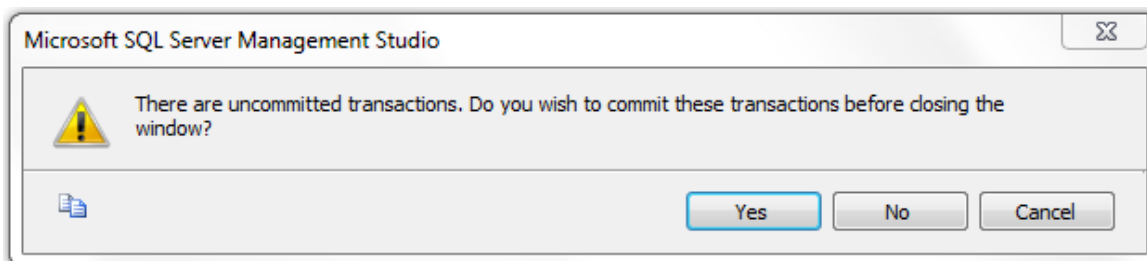 Microsoft SQL Server Management Studio
There are uncommitted transactions. Do you wish to commit these transactions before closing the
window?
Yes
No
Cancel